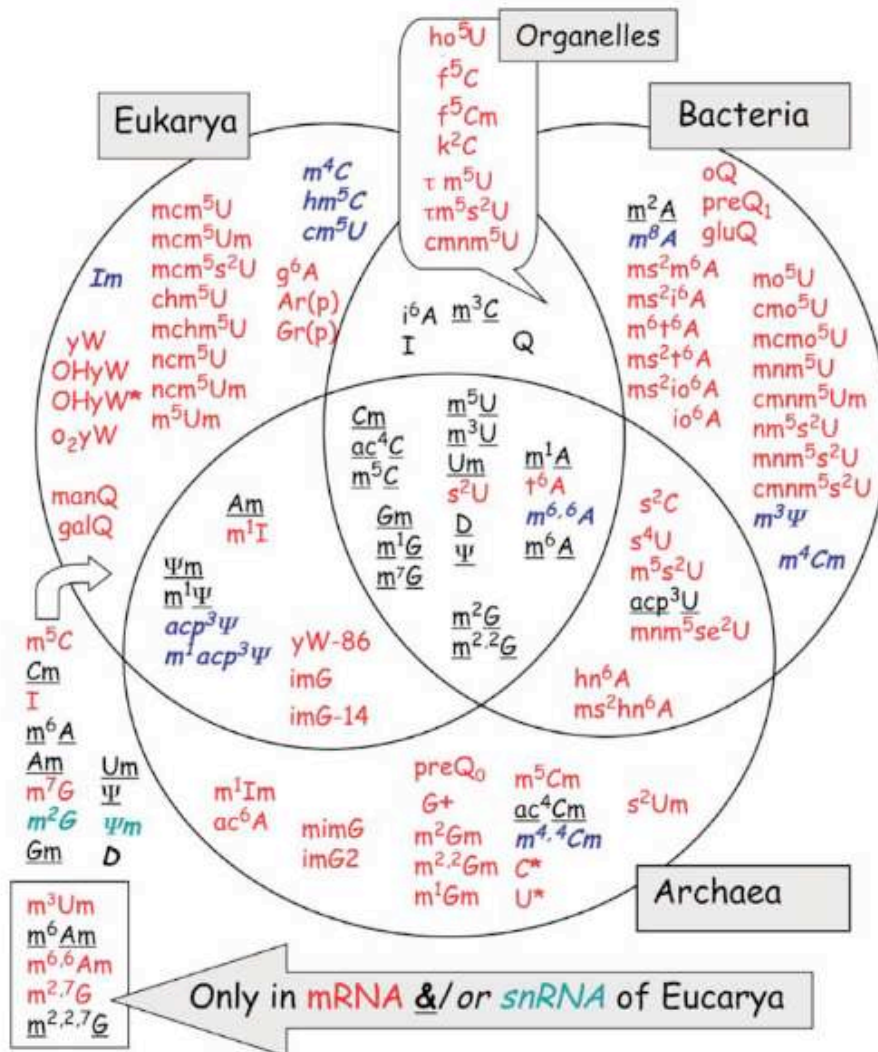 ho⁵U
Organelles
f⁵C
f⁵Cm
k²C
τ m⁵U
τm⁵s²U
cmnm⁵U
Eukarya
m⁴C
hm⁵C
cm⁵U
mcm⁵U
mcm⁵Um
mcm⁵s²U
chm⁵U
mchm⁵U
ncm⁵U
ncm⁵Um
m⁵Um
g⁶A
Ar(p)
Gr(p)
Im
yW
OHyW
OHyW*
o₂yW
manQ
galQ
Bacteria
oQ
preQ₁
gluQ
m²A
m⁸A
ms²m⁶A
ms²i⁶A
m⁶t⁶A
ms²t⁶A
ms²io⁶A
io⁶A
mo⁵U
cmo⁵U
mcmo⁵U
mnm⁵U
cmnm⁵Um
nm⁵s²U
mnm⁵s²U
cmnm⁵s²U
m³Ψ
m⁴Cm
i⁶A m³C
I Q
Cm
ac⁴C
m⁵C
Gm
m¹G
m⁷G
m⁵U
m³U
Um
s²U
D
Ψ
m¹A
t⁶A
m⁶,⁶A
m⁶A
m²G
m²,²G
Am
m¹I
Ψm
m¹Ψ
acp³Ψ
m¹acp³Ψ
yW-86
imG
imG-14
s²C
s⁴U
m⁵s²U
acp³U
mnm⁵se²U
hn⁶A
ms²hn⁶A
m¹Im
ac⁶A
mimG
imG2
preQ₀
G+
m²Gm
m²,²Gm
m¹Gm
m⁵Cm
ac⁴Cm
m⁴,⁴Cm
C*
U*
s²Um
Archaea
m⁵C
Cm
I
m⁶A
Am Um
m⁷G Ψ
m²G Ψm
Gm D
m³Um
m⁶Am
m⁶,⁶Am
m²,⁷G
m²,²,⁷G
Only in mRNA &/or snRNA of Eucarya